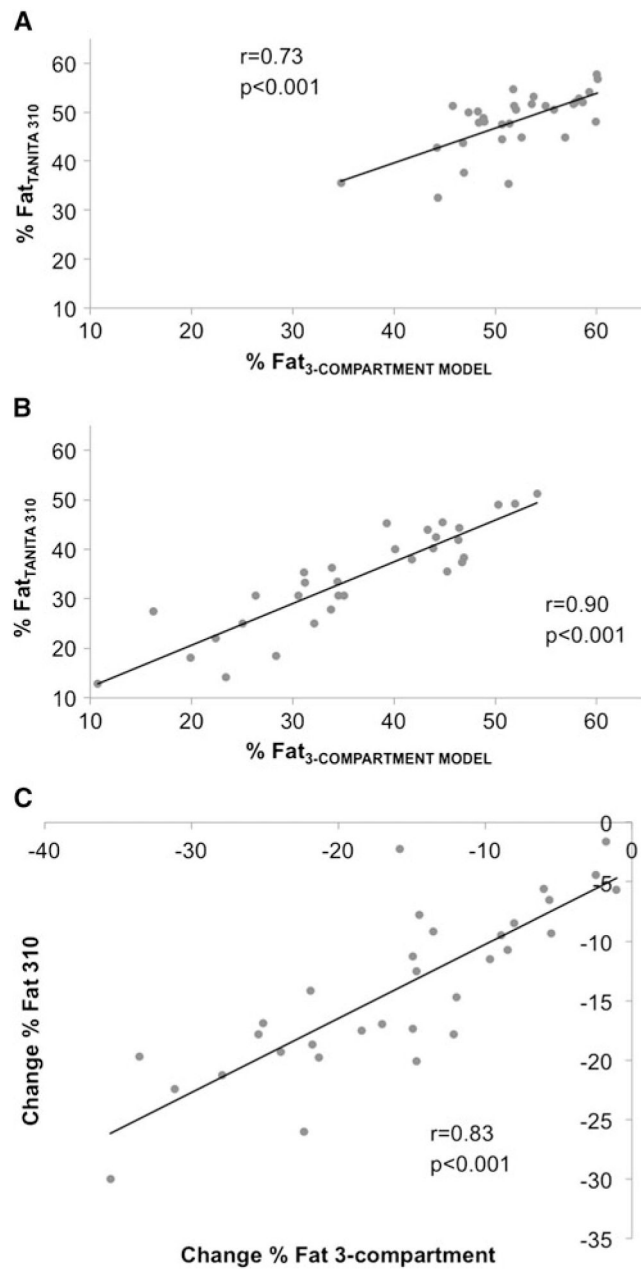 A
r=0.73
p<0.001
60
50
40
30
20
10
% Fat TANITA 310
10 20 30 40 50 60
% Fat 3-COMPARTMENT MODEL
B
60
50
40
30
20
10
% Fat TANITA 310
r=0.90
p<0.001
10 20 30 40 50 60
% Fat 3-COMPARTMENT MODEL
C
-40 -30 -20 -10 0
0
-5
-10
-15
-20
-25
-30
-35
Change % Fat 310
r=0.83
p<0.001
Change % Fat 3-compartment